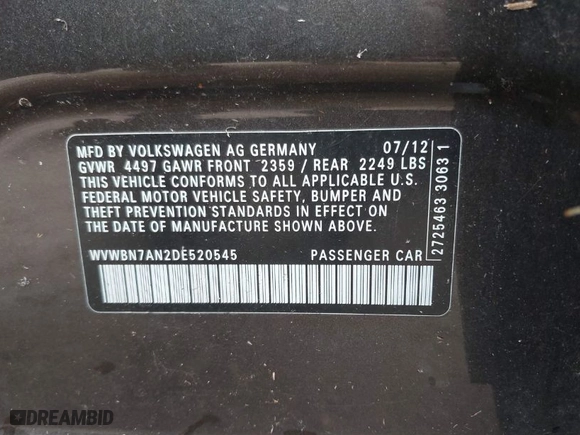 MFD BY VOLKSWAGEN AG GERMANY 07/12
GVWR 4497 GAWR FRONT 2359 / REAR 2249 LBS
THIS VEHICLE CONFORMS TO ALL APPLICABLE U.S.
FEDERAL MOTOR VEHICLE SAFETY, BUMPER AND
THEFT PREVENTION STANDARDS IN EFFECT ON
THE DATE OF MANUFACTURE SHOWN ABOVE.
WVWBN7AN2DE520545 PASSENGER CAR
2725463 3063 1
DREAMBID